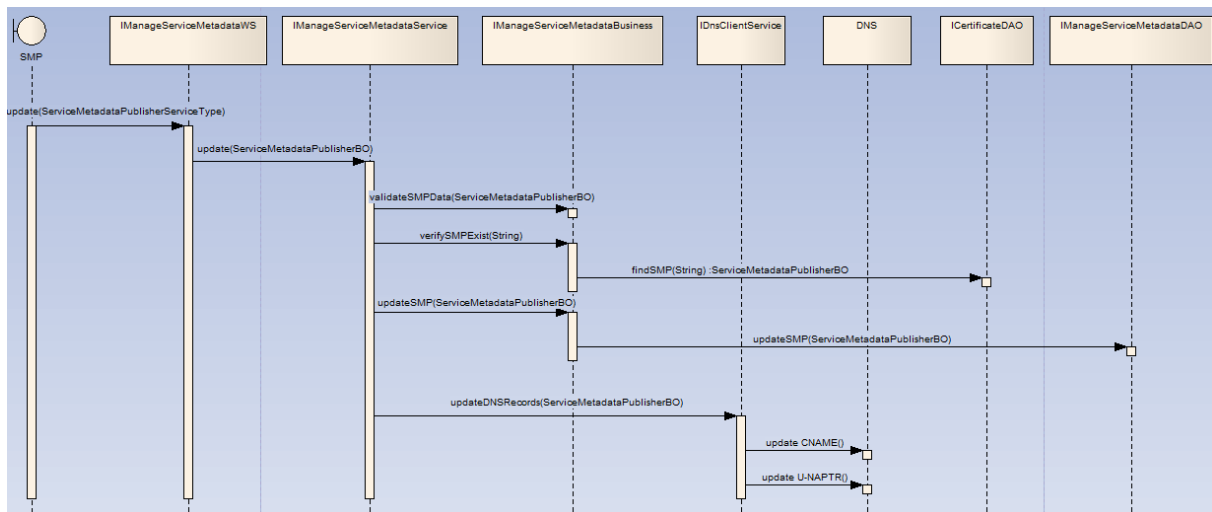 SMP
IManageServiceMetadataWS
IManageServiceMetadataService
IManageServiceMetadataBusiness
IDnsClientService
DNS
ICertificateDAO
IManageServiceMetadataDAO
update(ServiceMetadataPublisherServiceType)
update(ServiceMetadataPublisherBO)
validateSMPData(ServiceMetadataPublisherBO)
verifySMPExist(String)
findSMP(String) :ServiceMetadataPublisherBO
updateSMP(ServiceMetadataPublisherBO)
updateSMP(ServiceMetadataPublisherBO)
updateDNSRecords(ServiceMetadataPublisherBO)
update CNAME()
update U-NAPTR()